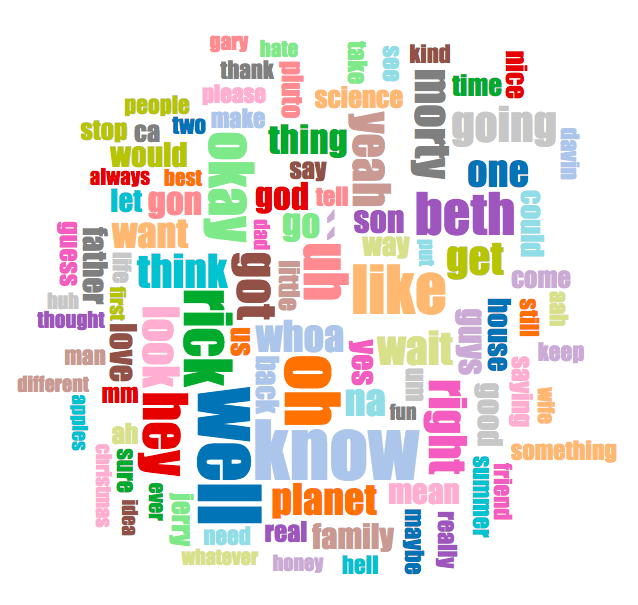 gary
hate
take
see
kind
nice
thank
pluto
time
please
science
morty
people
make
going
stop
ca
two
thing
yeah
davin
would
okay
say
one
always
best
let
gon
god
tell
son
beth
could
guess
father
want
dad
go
way
put
get
life
think
got
little
uh
like
come
huh
first
rick
aah
thought
love
look
us
whoa
yes
wait
guys
house
still
keep
man
back
oh
um
saying
different
mm
hey
well
na
fun
right
good
wife
apples
ah
know
something
christmas
sure
idea
ever
jerry
planet
mean
summer
friend
need
real
family
maybe
really
whatever
honey
hell